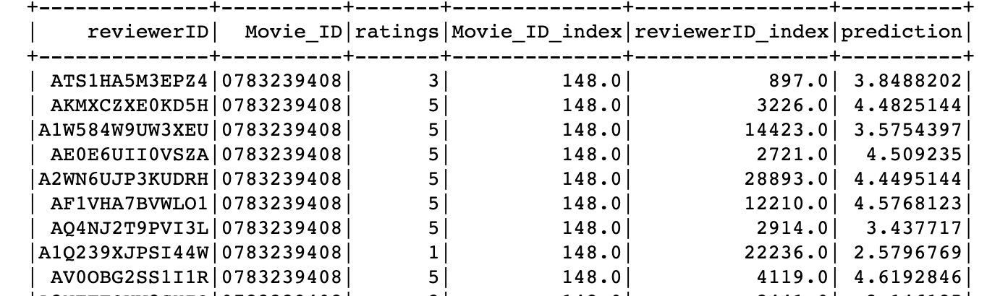 +--------------+----------+-------+--------------+----------------+----------+
|    reviewerID|  Movie_ID|ratings|Movie_ID_index|reviewerID_index|prediction|
+--------------+----------+-------+--------------+----------------+----------+
| ATS1HA5M3EPZ4|0783239408|      3|         148.0|           897.0| 3.8488202|
| AKMXCZXE0KD5H|0783239408|      5|         148.0|          3226.0| 4.4825144|
|A1W584W9UW3XEU|0783239408|      5|         148.0|         14423.0| 3.5754397|
| AE0E6UII0VSZA|0783239408|      5|         148.0|          2721.0|  4.509235|
|A2WN6UJP3KUDRH|0783239408|      5|         148.0|         28893.0| 4.4495144|
| AF1VHA7BVWLO1|0783239408|      5|         148.0|         12210.0| 4.5768123|
| AQ4NJ2T9PVI3L|0783239408|      5|         148.0|          2914.0|  3.437717|
|A1Q239XJPSI44W|0783239408|      1|         148.0|         22236.0| 2.5796769|
| AV0OBG2SS1I1R|0783239408|      5|         148.0|          4119.0| 4.6192846|